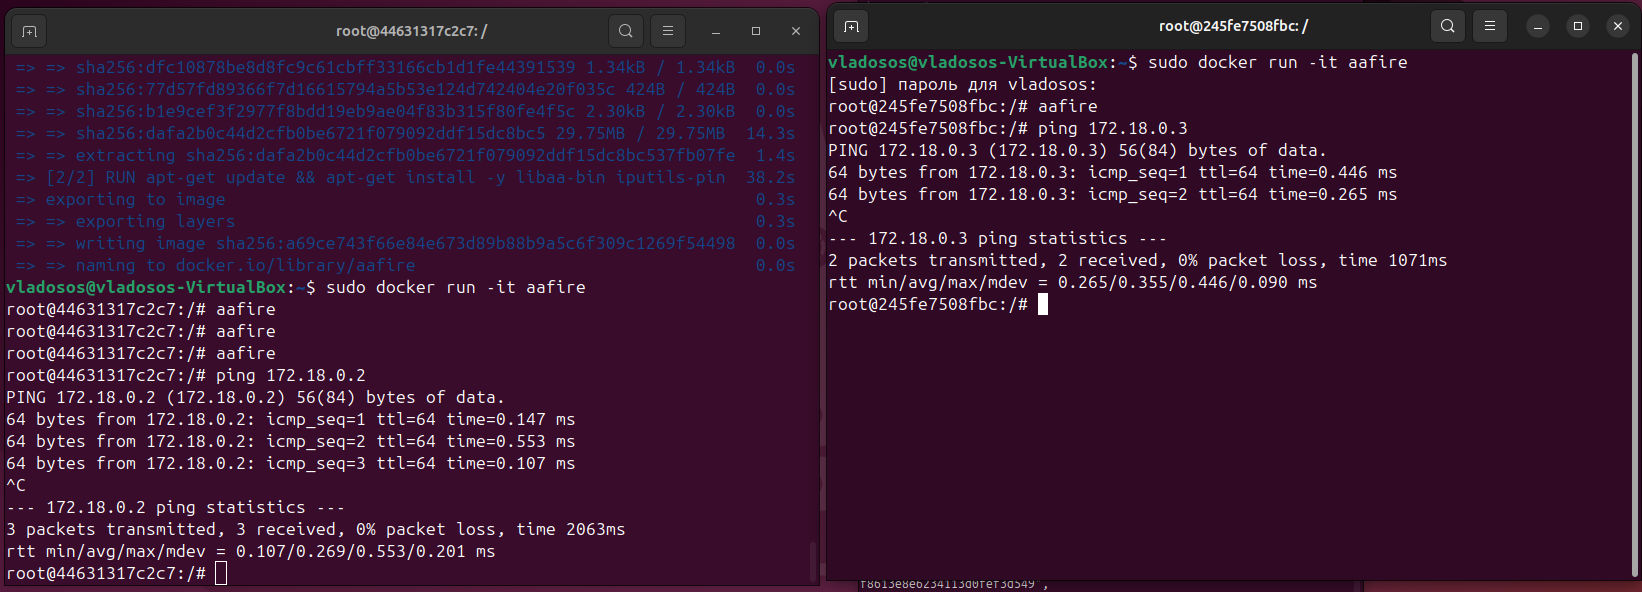 root@44631317c2c7: /
=> => sha256:dfc10878be8d8fc9c61cbff33166cb1d1fe44391539 1.34kB / 1.34kB 0.0s
=> => sha256:77d57fd89366f7d16615794a5b53e124d742404e20f035c 424B / 424B 0.0s
=> => sha256:b1e9cef3f2977f8bdd19eb9ae04f83b315f80fe4f5c 2.30kB / 2.30kB 0.0s
=> => sha256:dafa2b0c44d2cfb0be6721f079092ddf15dc8bc5 29.75MB / 29.75MB 14.3s
=> => extracting sha256:dafa2b0c44d2cfb0be6721f079092ddf15dc8bc537fb07fe 1.4s
=> [2/2] RUN apt-get update && apt-get install -y libaa-bin iputils-pin 38.2s
=> exporting to image 0.3s
=> => exporting layers 0.3s
=> => writing image sha256:a69ce743f66e84e673d89b88b9a5c6f309c1269f54498 0.0s
=> => naming to docker.io/library/aafire 0.0s
vladosos@vladosos-VirtualBox:~$ sudo docker run -it aafire
root@44631317c2c7:/# aafire
root@44631317c2c7:/# aafire
root@44631317c2c7:/# aafire
root@44631317c2c7:/# ping 172.18.0.2
PING 172.18.0.2 (172.18.0.2) 56(84) bytes of data.
64 bytes from 172.18.0.2: icmp_seq=1 ttl=64 time=0.147 ms
64 bytes from 172.18.0.2: icmp_seq=2 ttl=64 time=0.553 ms
64 bytes from 172.18.0.2: icmp_seq=3 ttl=64 time=0.107 ms
^C
--- 172.18.0.2 ping statistics ---
3 packets transmitted, 3 received, 0% packet loss, time 2063ms
rtt min/avg/max/mdev = 0.107/0.269/0.553/0.201 ms
root@44631317c2c7:/#
root@245fe7508fbc: /
vladosos@vladosos-VirtualBox:~$ sudo docker run -it aafire
[sudo] пароль для vladosos:
root@245fe7508fbc:/# aafire
root@245fe7508fbc:/# ping 172.18.0.3
PING 172.18.0.3 (172.18.0.3) 56(84) bytes of data.
64 bytes from 172.18.0.3: icmp_seq=1 ttl=64 time=0.446 ms
64 bytes from 172.18.0.3: icmp_seq=2 ttl=64 time=0.265 ms
^C
--- 172.18.0.3 ping statistics ---
2 packets transmitted, 2 received, 0% packet loss, time 1071ms
rtt min/avg/max/mdev = 0.265/0.355/0.446/0.090 ms
root@245fe7508fbc:/#
f8613e8e6234113d0fef3d549",